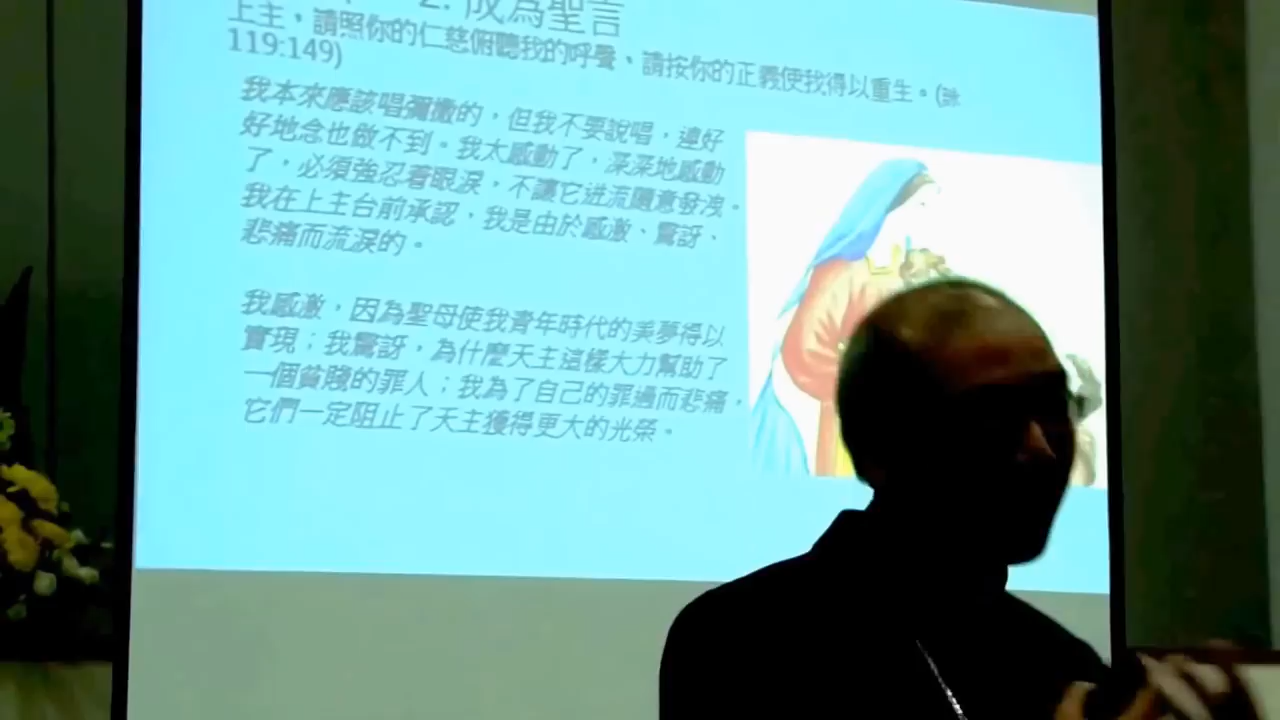 2. 成為聖言
上主，請照你的仁慈俯聽我的呼聲、請按你的正義使我得以重生。(詠
119:149)
我本來應該唱彌撒的，但我不要說唱，連好
好地念也做不到。我太感動了，深深地感動
了，必須強忍著眼淚，不讓它迸流隨意發洩。
我在上主台前承認，我是由於感激、驚訝、
悲痛而流淚的。
我感激，因為聖母使我青年時代的美夢得以
實現；我驚訝，為什麼天主這樣大力幫助了
一個貧賤的罪人；我為了自己的罪過而悲痛，
它們一定阻止了天主獲得更大的光榮。